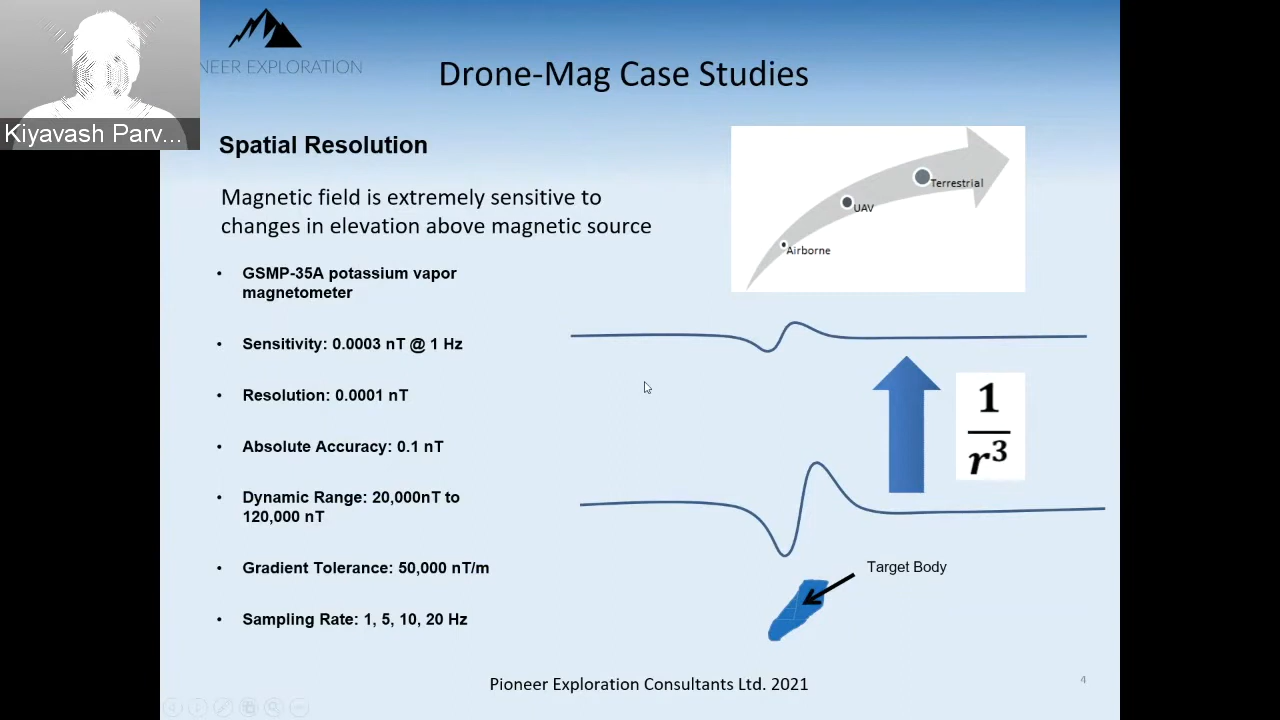 NEER EXPLORATION
Drone-Mag Case Studies
Kiyavash Parv...
Spatial Resolution
Magnetic field is extremely sensitive to
changes in elevation above magnetic source
• GSMP-35A potassium vapor
magnetometer
• Sensitivity: 0.0003 nT @ 1 Hz
• Resolution: 0.0001 nT
• Absolute Accuracy: 0.1 nT
• Dynamic Range: 20,000nT to
120,000 nT
• Gradient Tolerance: 50,000 nT/m
• Sampling Rate: 1, 5, 10, 20 Hz
Terrestrial
UAV
Airborne
1
r³
Target Body
Pioneer Exploration Consultants Ltd. 2021
4